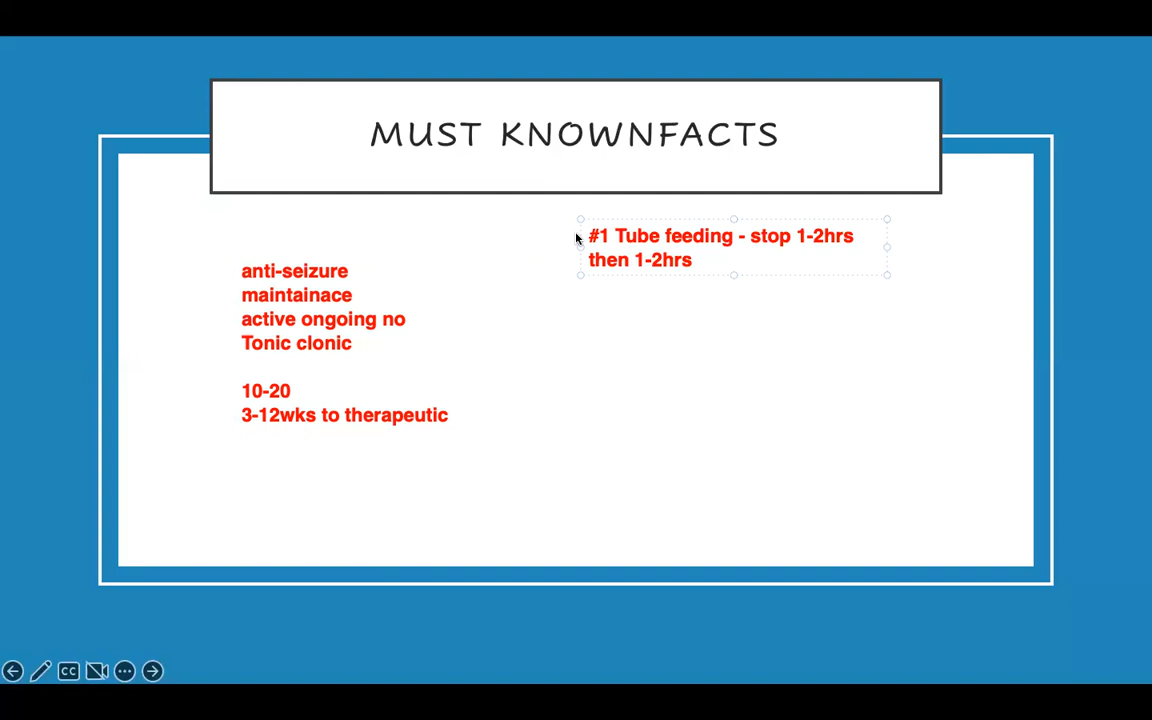 MUST KNOWNFACTS
anti-seizure
maintainace
active ongoing no
Tonic clonic
10-20
3-12wks to therapeutic
#1 Tube feeding - stop 1-2hrs
then 1-2hrs
CC